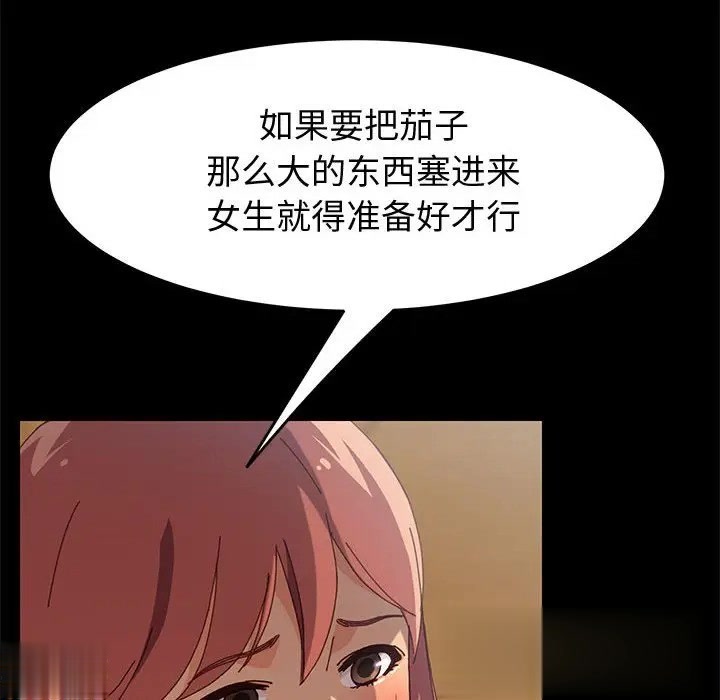 如果要把茄子
那么大的东西塞进来
女生就得准备好才行